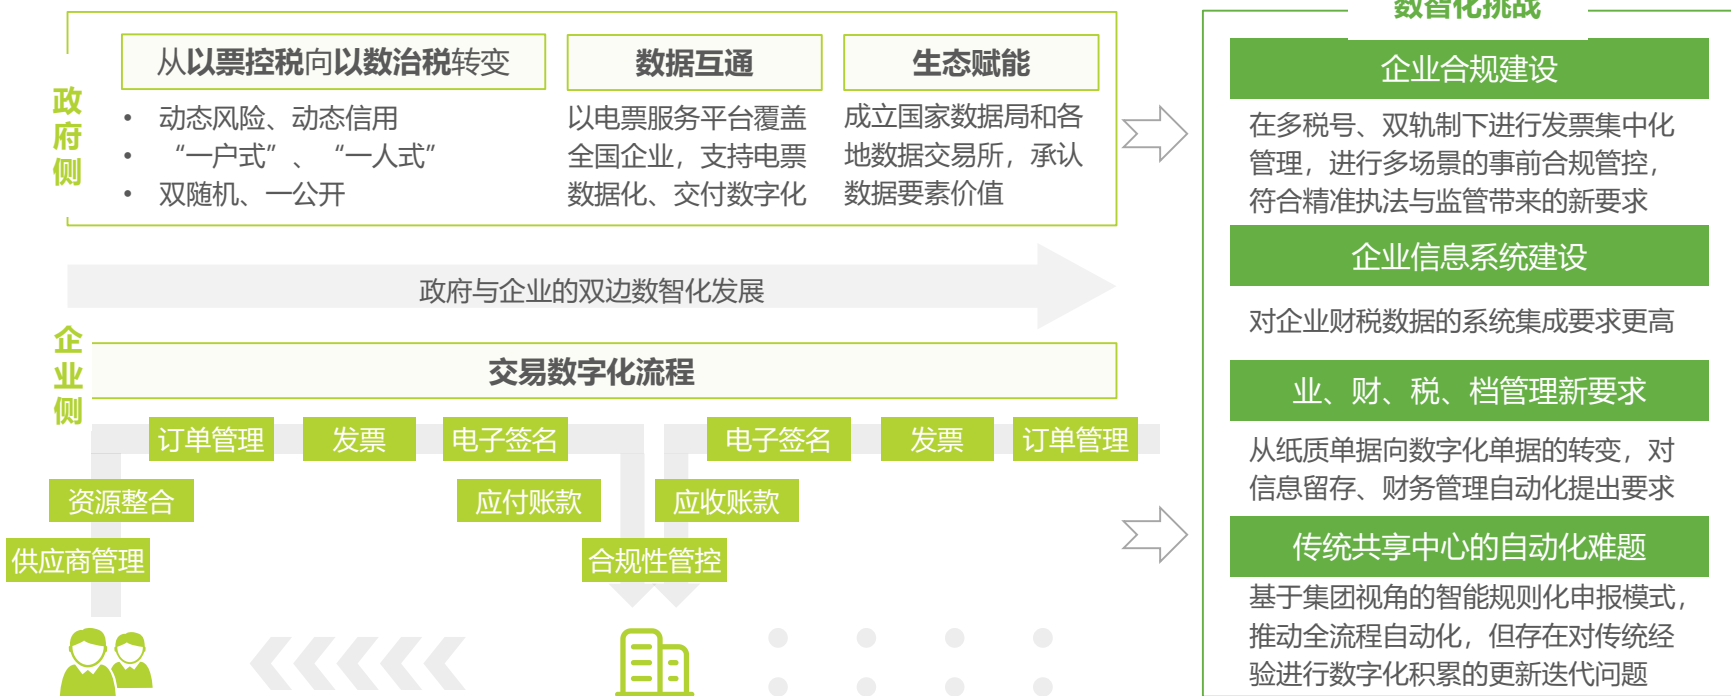 政府侧
从以票控税向以数治税转变
• 动态风险、动态信用
• “一户式”、“一人式”
• 双随机、一公开
数据互通
以电票服务平台覆盖
全国企业，支持电票
数据化、交付数字化
生态赋能
成立国家数据局和各
地数据交易所，承认
数据要素价值
政府与企业的双边数智化发展
企业侧
交易数字化流程
订单管理
发票
电子签名
电子签名
发票
订单管理
资源整合
应付账款
应收账款
供应商管理
合规性管控
数智化挑战
企业合规建设
在多税号、双轨制下进行发票集中化
管理，进行多场景的事前合规管控，
符合精准执法与监管带来的新要求
企业信息系统建设
对企业财税数据的系统集成要求更高
业、财、税、档管理新要求
从纸质单据向数字化单据的转变，对
信息留存、财务管理自动化提出要求
传统共享中心的自动化难题
基于集团视角的智能规则化申报模式，
推动全流程自动化，但存在对传统经
验进行数字化积累的更新迭代问题